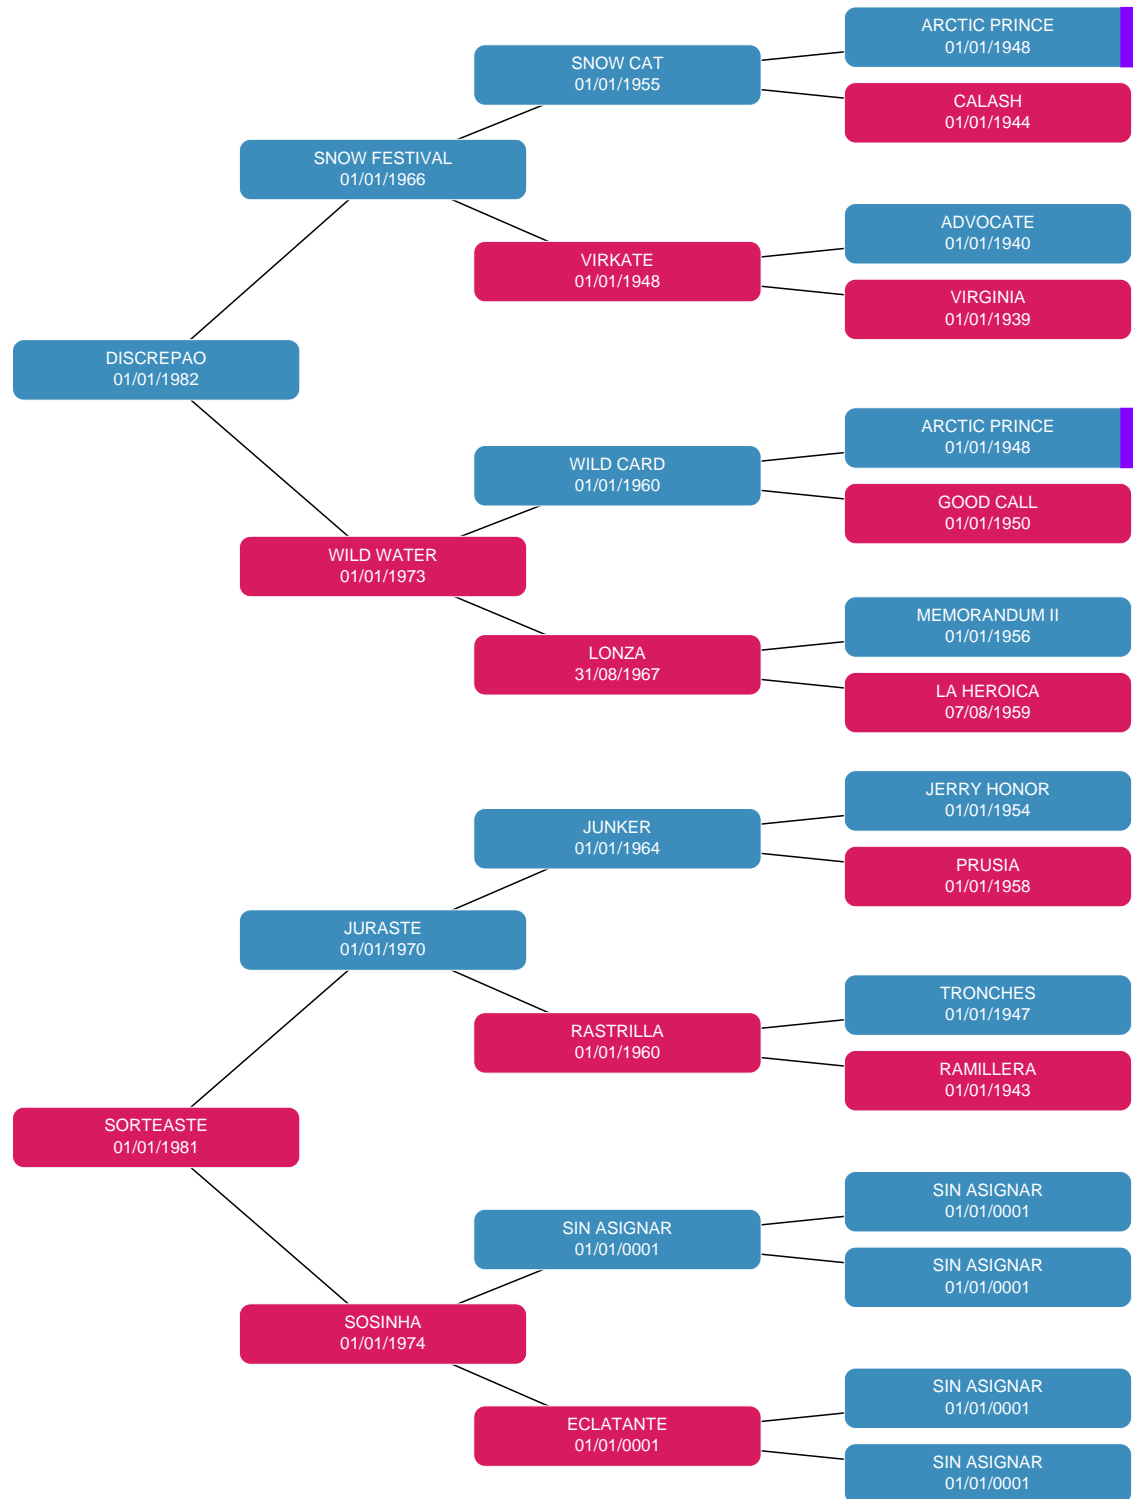 ARCTIC PRINCE
01/01/1948
SNOW CAT
01/01/1955
CALASH
01/01/1944
SNOW FESTIVAL
01/01/1966
ADVOCATE
01/01/1940
VIRKATE
01/01/1948
VIRGINIA
01/01/1939
DISCREPAO
01/01/1982
ARCTIC PRINCE
01/01/1948
WILD CARD
01/01/1960
GOOD CALL
01/01/1950
WILD WATER
01/01/1973
MEMORANDUM II
01/01/1956
LONZA
31/08/1967
LA HEROICA
07/08/1959
JERRY HONOR
01/01/1954
JUNKER
01/01/1964
PRUSIA
01/01/1958
JURASTE
01/01/1970
TRONCHES
01/01/1947
RASTRILLA
01/01/1960
RAMILLERA
01/01/1943
SORTEASTE
01/01/1981
SIN ASIGNAR
01/01/0001
SIN ASIGNAR
01/01/0001
SIN ASIGNAR
01/01/0001
SOSINHA
01/01/1974
SIN ASIGNAR
01/01/0001
ECLATANTE
01/01/0001
SIN ASIGNAR
01/01/0001